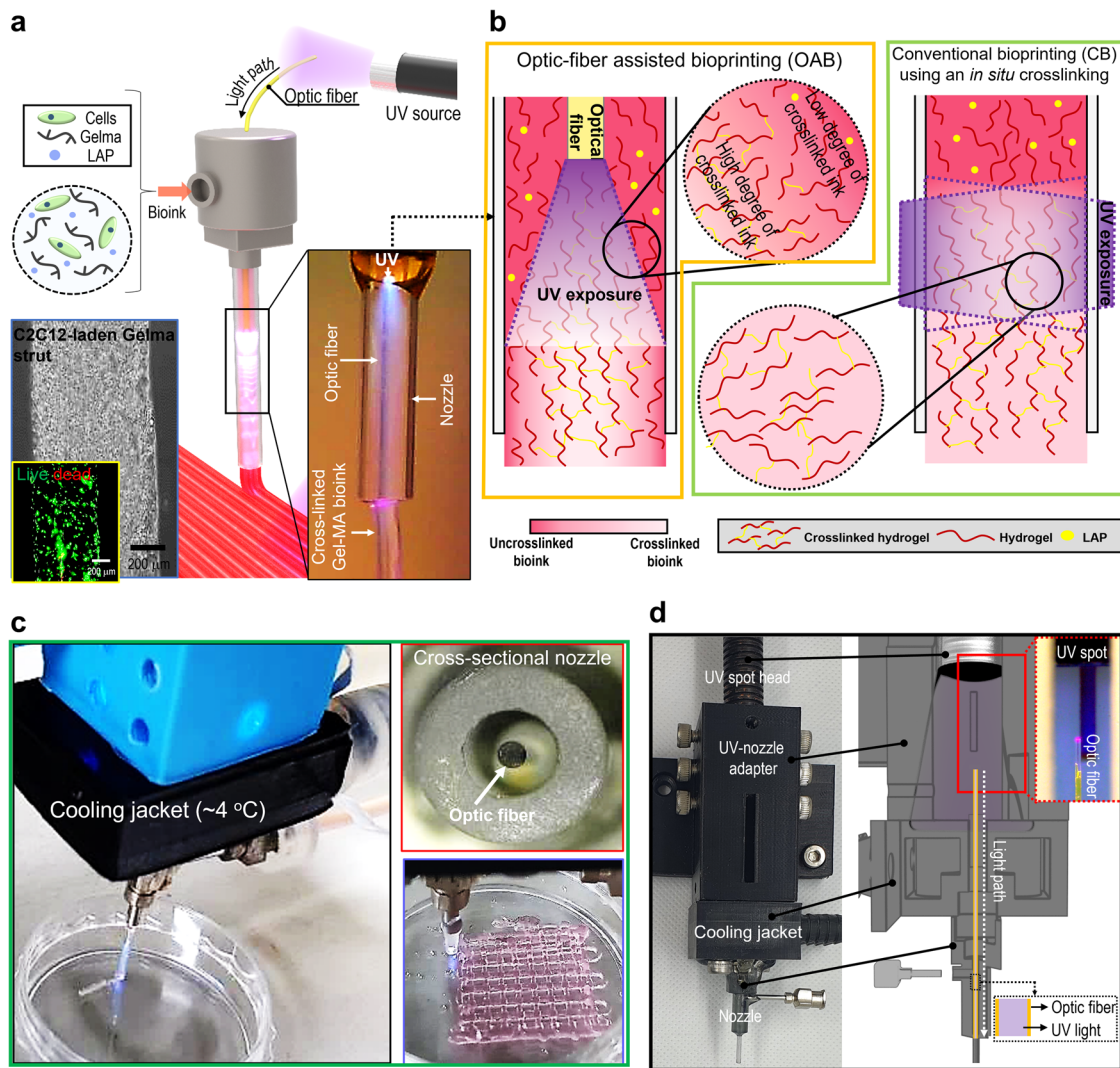 a
Light path
Optic fiber
UV source
Cells
Gelma
LAP
Bioink
C2C12-laden Gelma
strut
Live dead
200 µm
200 µm
UV
Optic fiber
Nozzle
Cross-linked
Gel-MA bioink
b
Optic-fiber assisted bioprinting (OAB)
Optical
fiber
UV exposure
Low degree of
crosslinked ink
High degree of
crosslinked ink
Conventional bioprinting (CB)
using an in situ crosslinking
UV exposure
Uncrosslinked
bioink
Crosslinked
bioink
Crosslinked hydrogel
Hydrogel
LAP
c
Cooling jacket (~4 °C)
Cross-sectional nozzle
Optic fiber
d
UV spot head
UV-nozzle
adapter
Cooling jacket
Nozzle
UV spot
Optic fiber
Light path
Optic fiber
UV light